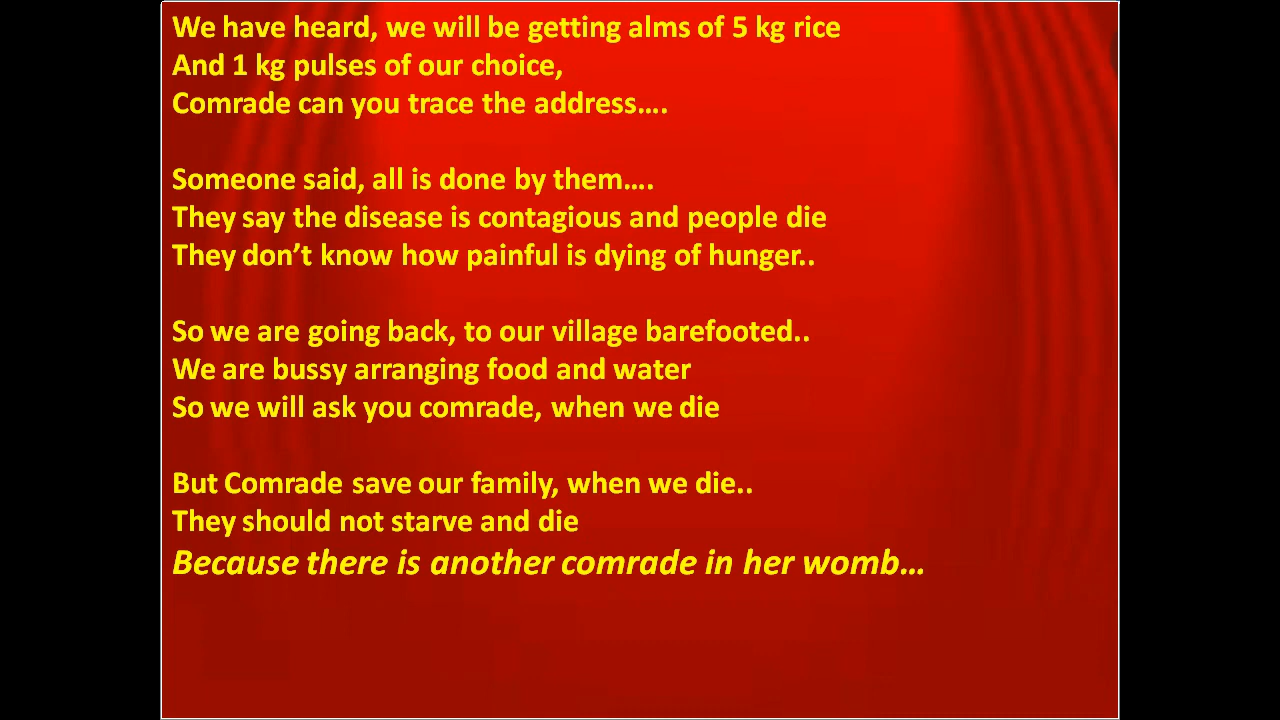 We have heard, we will be getting alms of 5 kg rice
And 1 kg pulses of our choice,
Comrade can you trace the address….
Someone said, all is done by them….
They say the disease is contagious and people die
They don’t know how painful is dying of hunger..
So we are going back, to our village barefooted..
We are bussy arranging food and water
So we will ask you comrade, when we die
But Comrade save our family, when we die..
They should not starve and die
Because there is another comrade in her womb…